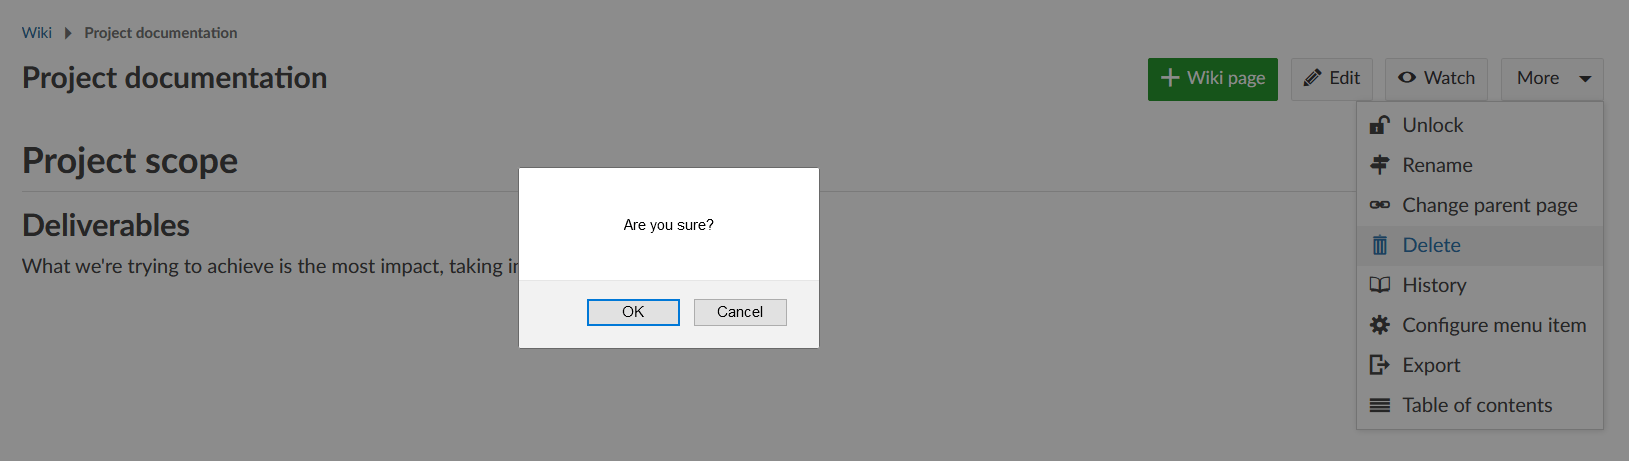 Wiki Project documentation
Project documentation
Wiki page Edit Watch More
Unlock
Rename
Change parent page
Delete
History
Configure menu item
Export
Table of contents
Project scope
Deliverables
What we're trying to achieve is the most impact, taking
Are you sure?
OK Cancel